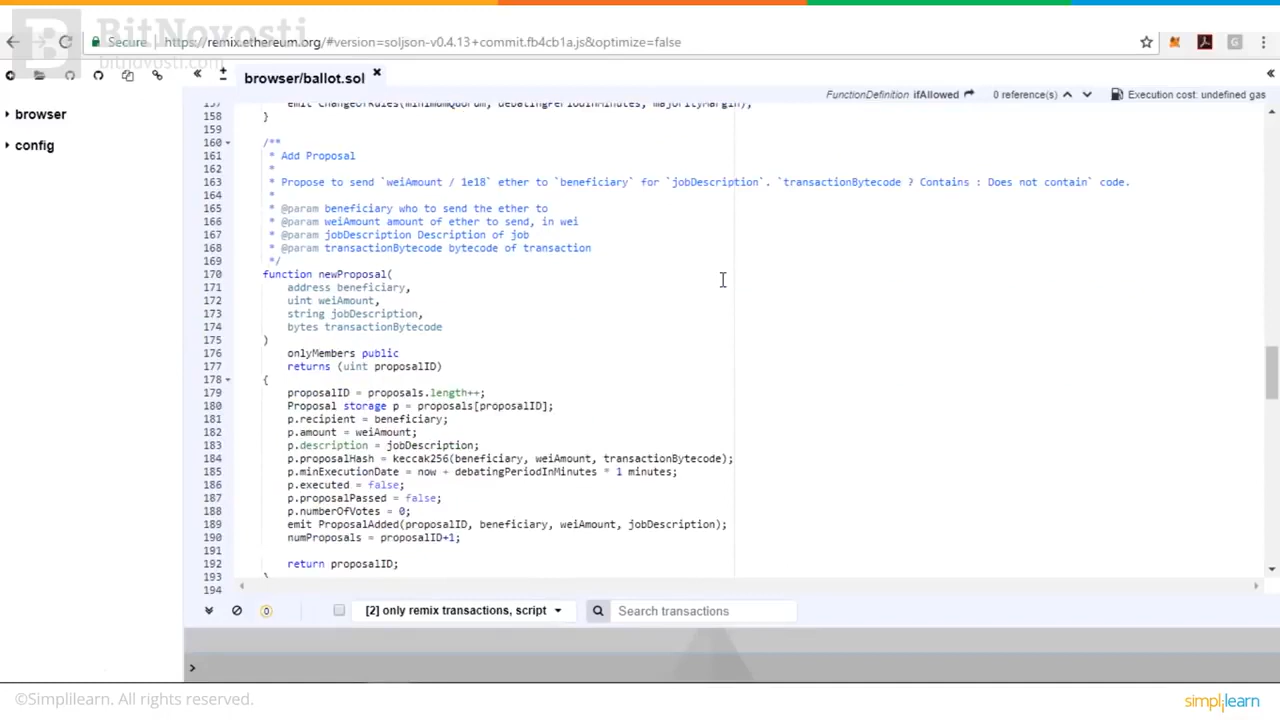 BitNovosti
bitnovosti.com
Secure https://remix.ethereum.org/#version=soljson-v0.4.13+commit.fb4cb1a.js&optimize=false
browser/ballot.sol
FunctionDefinition ifAllowed 0 reference(s) Execution cost: undefined gas
browser
config
157 emit ChangeOfRules(minimumQuorum, debatingPeriodInMinutes, majorityMargin);
158 }
159
160 /**
161 * Add Proposal
162 *
163 * Propose to send `weiAmount / 1e18` ether to `beneficiary` for `jobDescription`. `transactionBytecode ? Contains : Does not contain` code.
164 *
165 * @param beneficiary who to send the ether to
166 * @param weiAmount amount of ether to send, in wei
167 * @param jobDescription Description of job
168 * @param transactionBytecode bytecode of transaction
169 */
170 function newProposal(
171 address beneficiary,
172 uint weiAmount,
173 string jobDescription,
174 bytes transactionBytecode
175 )
176 onlyMembers public
177 returns (uint proposalID)
178 {
179 proposalID = proposals.length++;
180 Proposal storage p = proposals[proposalID];
181 p.recipient = beneficiary;
182 p.amount = weiAmount;
183 p.description = jobDescription;
184 p.proposalHash = keccak256(beneficiary, weiAmount, transactionBytecode);
185 p.minExecutionDate = now + debatingPeriodInMinutes * 1 minutes;
186 p.executed = false;
187 p.proposalPassed = false;
188 p.numberOfVotes = 0;
189 emit ProposalAdded(proposalID, beneficiary, weiAmount, jobDescription);
190 numProposals = proposalID+1;
191
192 return proposalID;
193 }
194
0 [2] only remix transactions, script Search transactions
>
©Simplilearn. All rights reserved.
simplilearn